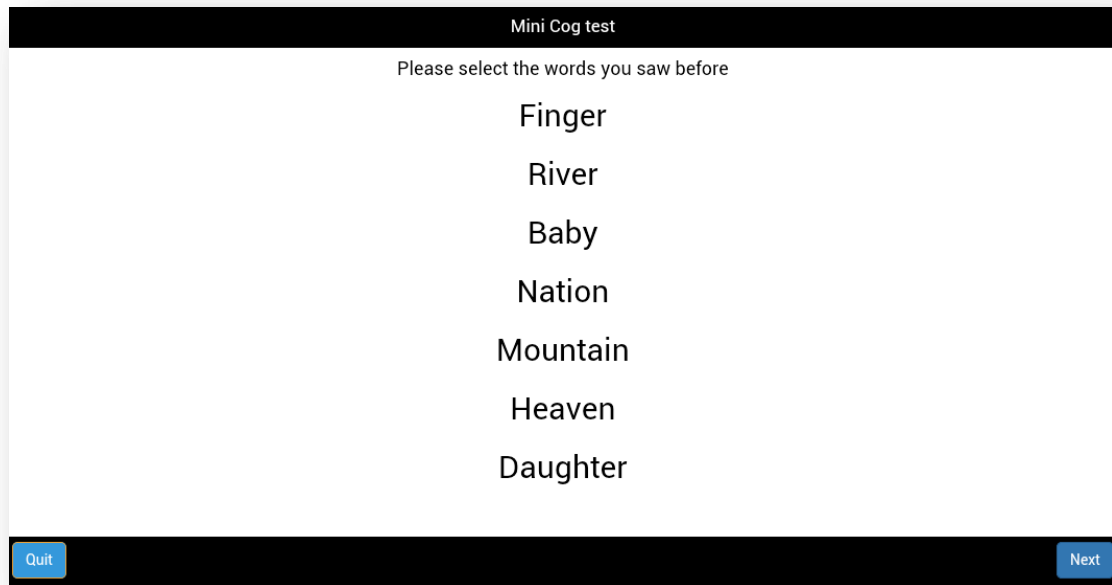 Mini Cog test
Please select the words you saw before
Finger
River
Baby
Nation
Mountain
Heaven
Daughter
Quit
Next